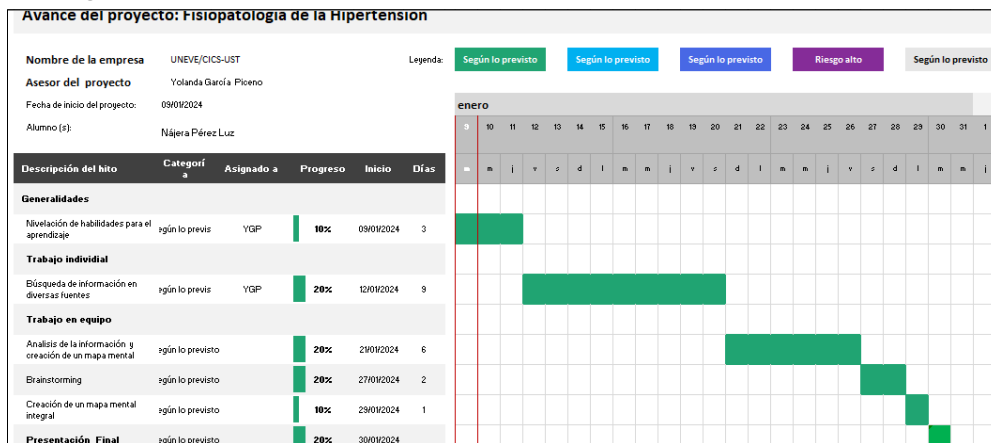 Avance del proyecto: Fisiopatología de la Hipertensión
Nombre de la empresa UNEVE/CICS-UST Leyenda: Según lo previsto Según lo previsto Según lo previsto Riesgo alto Según lo previsto
Asesor del proyecto Yolanda García Piceno
Fecha de inicio del proyecto: 09/01/2024 enero
Alumno (s): Nájera Pérez Luz
9 10 11 12 13 14 15 16 17 18 19 20 21 22 23 24 25 26 27 28 29 30 31 1
Descripción del hito Categorí
a Asignado a Progreso Inicio Días m m j v s d l m m j v s d l m m j v s d l m m j
Generalidades
Nivelación de habilidades para el
aprendizaje egún lo previs YGP 10% 09/01/2024 3
Trabajo individial
Búsqueda de información en
diversas fuentes egún lo previs YGP 20% 12/01/2024 9
Trabajo en equipo
Analisis de la información y
creación de un mapa mental egún lo previsto 20% 21/01/2024 6
Brainstorming egún lo previsto 20% 27/01/2024 2
Creación de un mapa mental
integral egún lo previsto 10% 29/01/2024 1
Presentación Final egún lo previsto 20% 30/01/2024